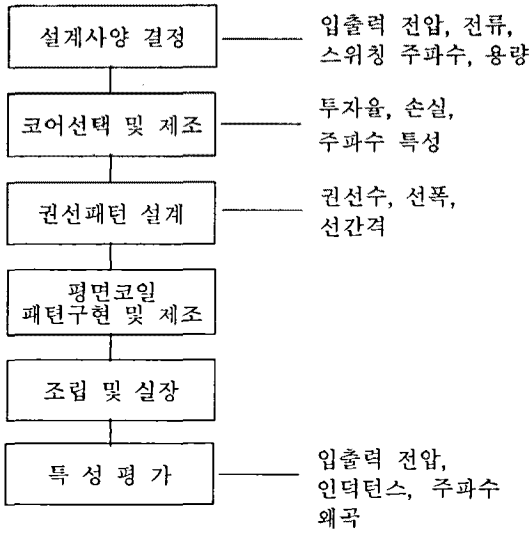 설계사양 결정
입출력 전압, 전류,
스위칭 주파수, 용량
코어선택 및 제조
투자율, 손실,
주파수 특성
권선패턴 설계
권선수, 선폭,
선간격
평면코일
패턴구현 및 제조
조립 및 실장
특 성 평 가
입출력 전압,
인덕턴스, 주파수
왜곡